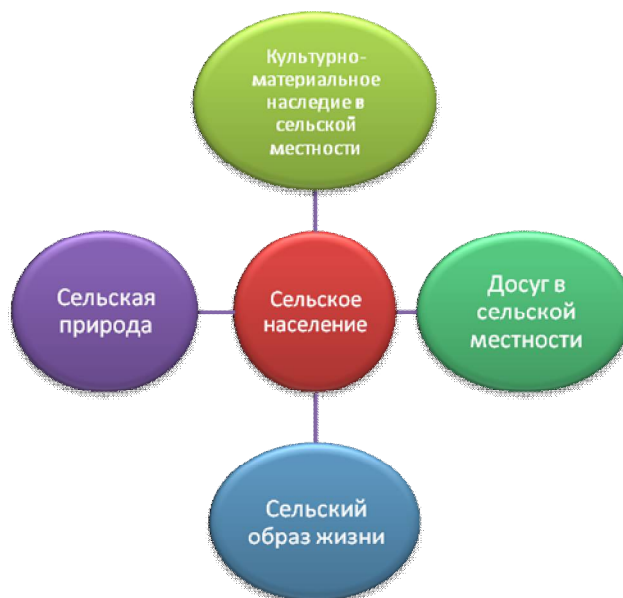 Культурно-
материальное
наследие в
сельской
местности
Сельская
природа
Сельское
население
Досуг в
сельской
местности
Сельский
образ жизни